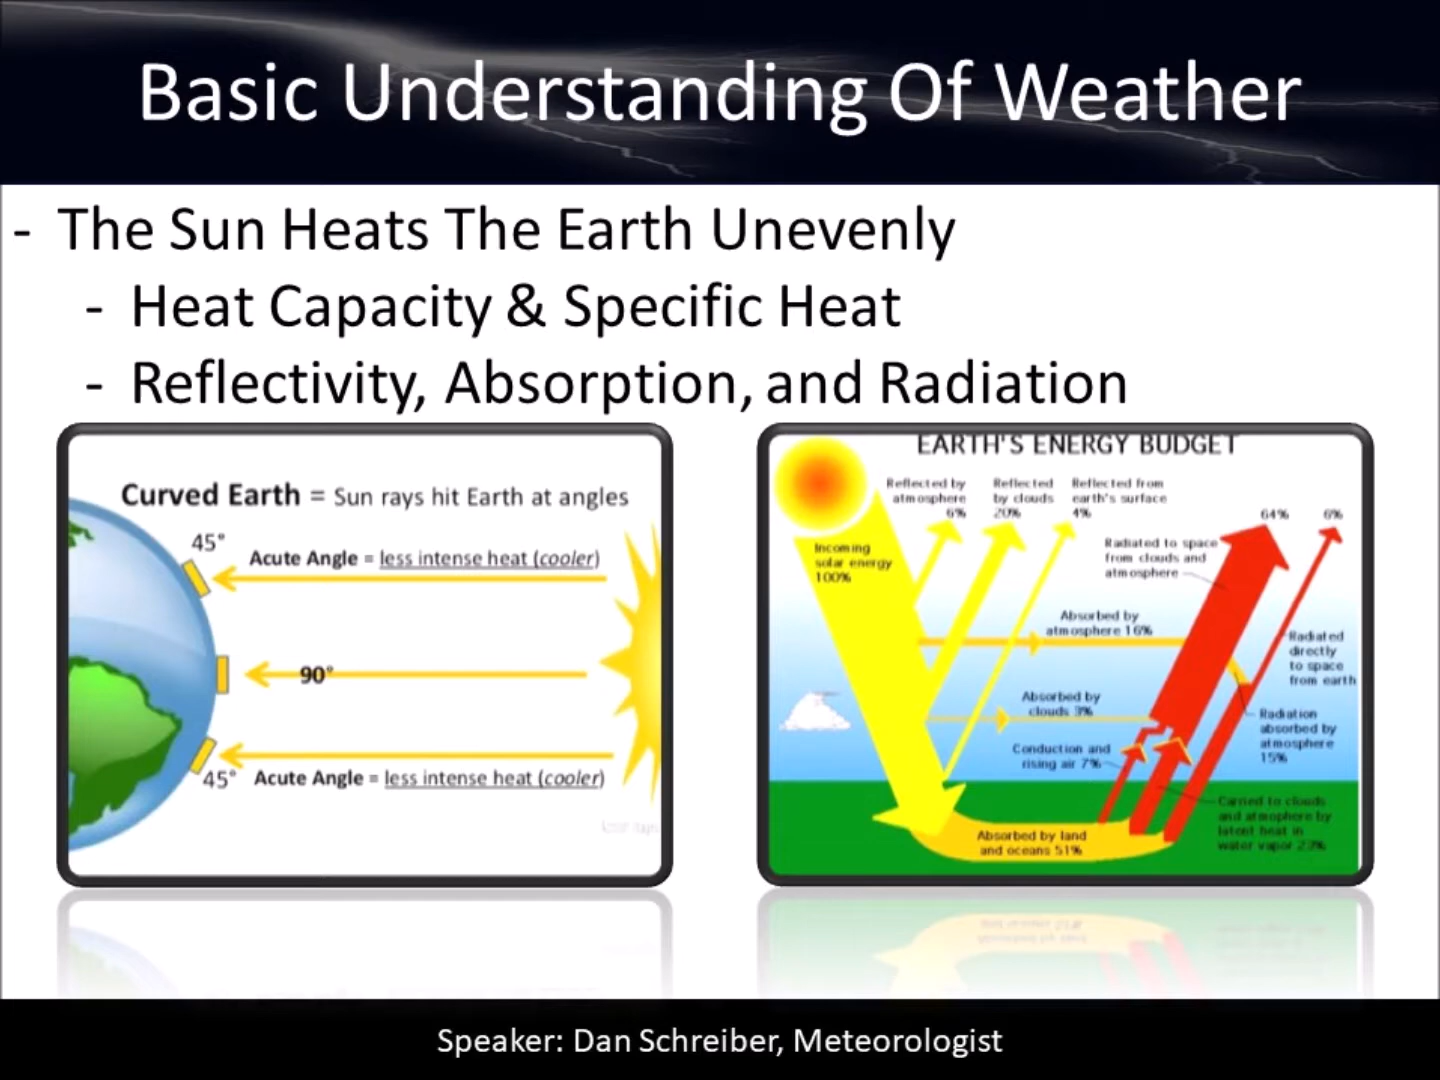 Basic Understanding Of Weather
- The Sun Heats The Earth Unevenly
- Heat Capacity & Specific Heat
- Reflectivity, Absorption, and Radiation
Curved Earth = Sun rays hit Earth at angles
45°
Acute Angle = less intense heat (cooler)
90°
45°
Acute Angle = less intense heat (cooler)
EARTH'S ENERGY BUDGET
Reflected by
atmosphere
6%
Reflected
by clouds
20%
Reflected from
earth's surface
4%
64%
6%
Incoming
solar energy
100%
Radiated to space
from clouds and
atmosphere
Absorbed by
atmosphere 16%
Radiated
directly
to space
from earth
Absorbed by
clouds 3%
Radiation
absorbed by
atmosphere
15%
Conduction and
rising air 7%
Carried to clouds
and atmophere by
latent heat in
water vapor 23%
Absorbed by land
and oceans 51%
Speaker: Dan Schreiber, Meteorologist